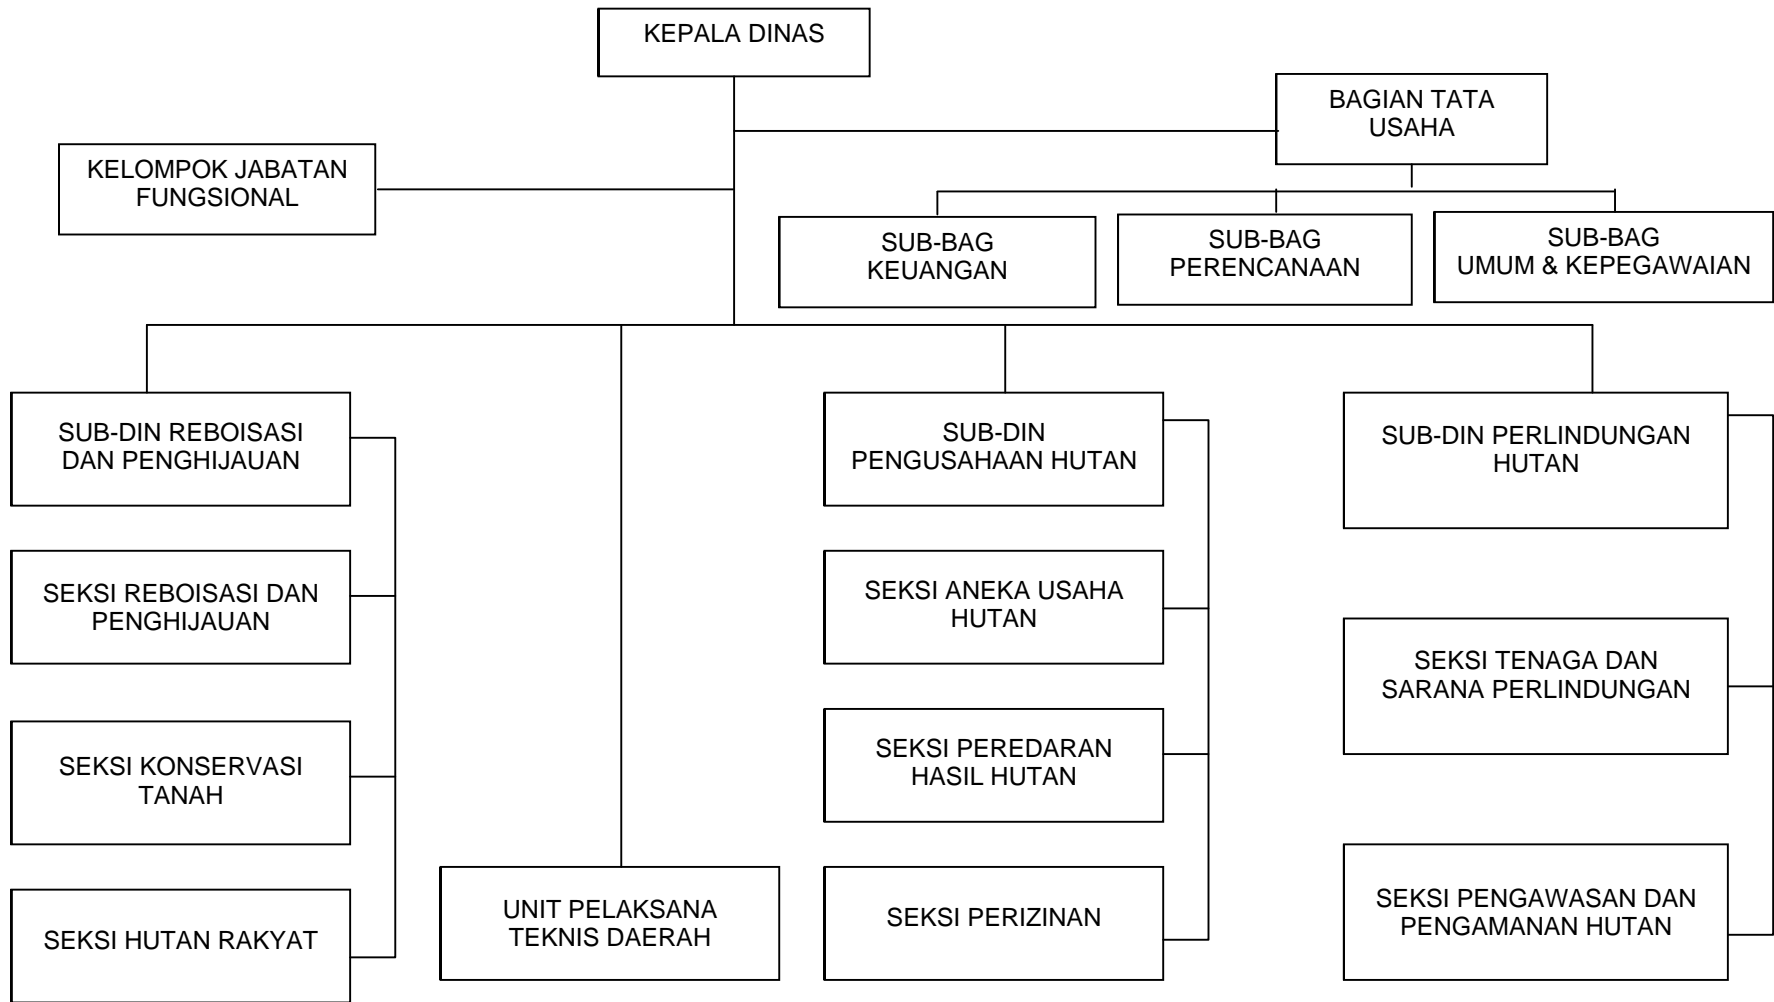 KEPALA DINAS
BAGIAN TATA
USAHA
KELOMPOK JABATAN
FUNGSIONAL
SUB-BAG
KEUANGAN
SUB-BAG
PERENCANAAN
SUB-BAG
UMUM & KEPEGAWAIAN
SUB-DIN REBOISASI
DAN PENGHIJAUAN
SEKSI REBOISASI DAN
PENGHIJAUAN
SEKSI KONSERVASI
TANAH
SEKSI HUTAN RAKYAT
UNIT PELAKSANA
TEKNIS DAERAH
SUB-DIN
PENGUSAHAAN HUTAN
SEKSI ANEKA USAHA
HUTAN
SEKSI PEREDARAN
HASIL HUTAN
SEKSI PERIZINAN
SUB-DIN PERLINDUNGAN
HUTAN
SEKSI TENAGA DAN
SARANA PERLINDUNGAN
SEKSI PENGAWASAN DAN
PENGAMANAN HUTAN